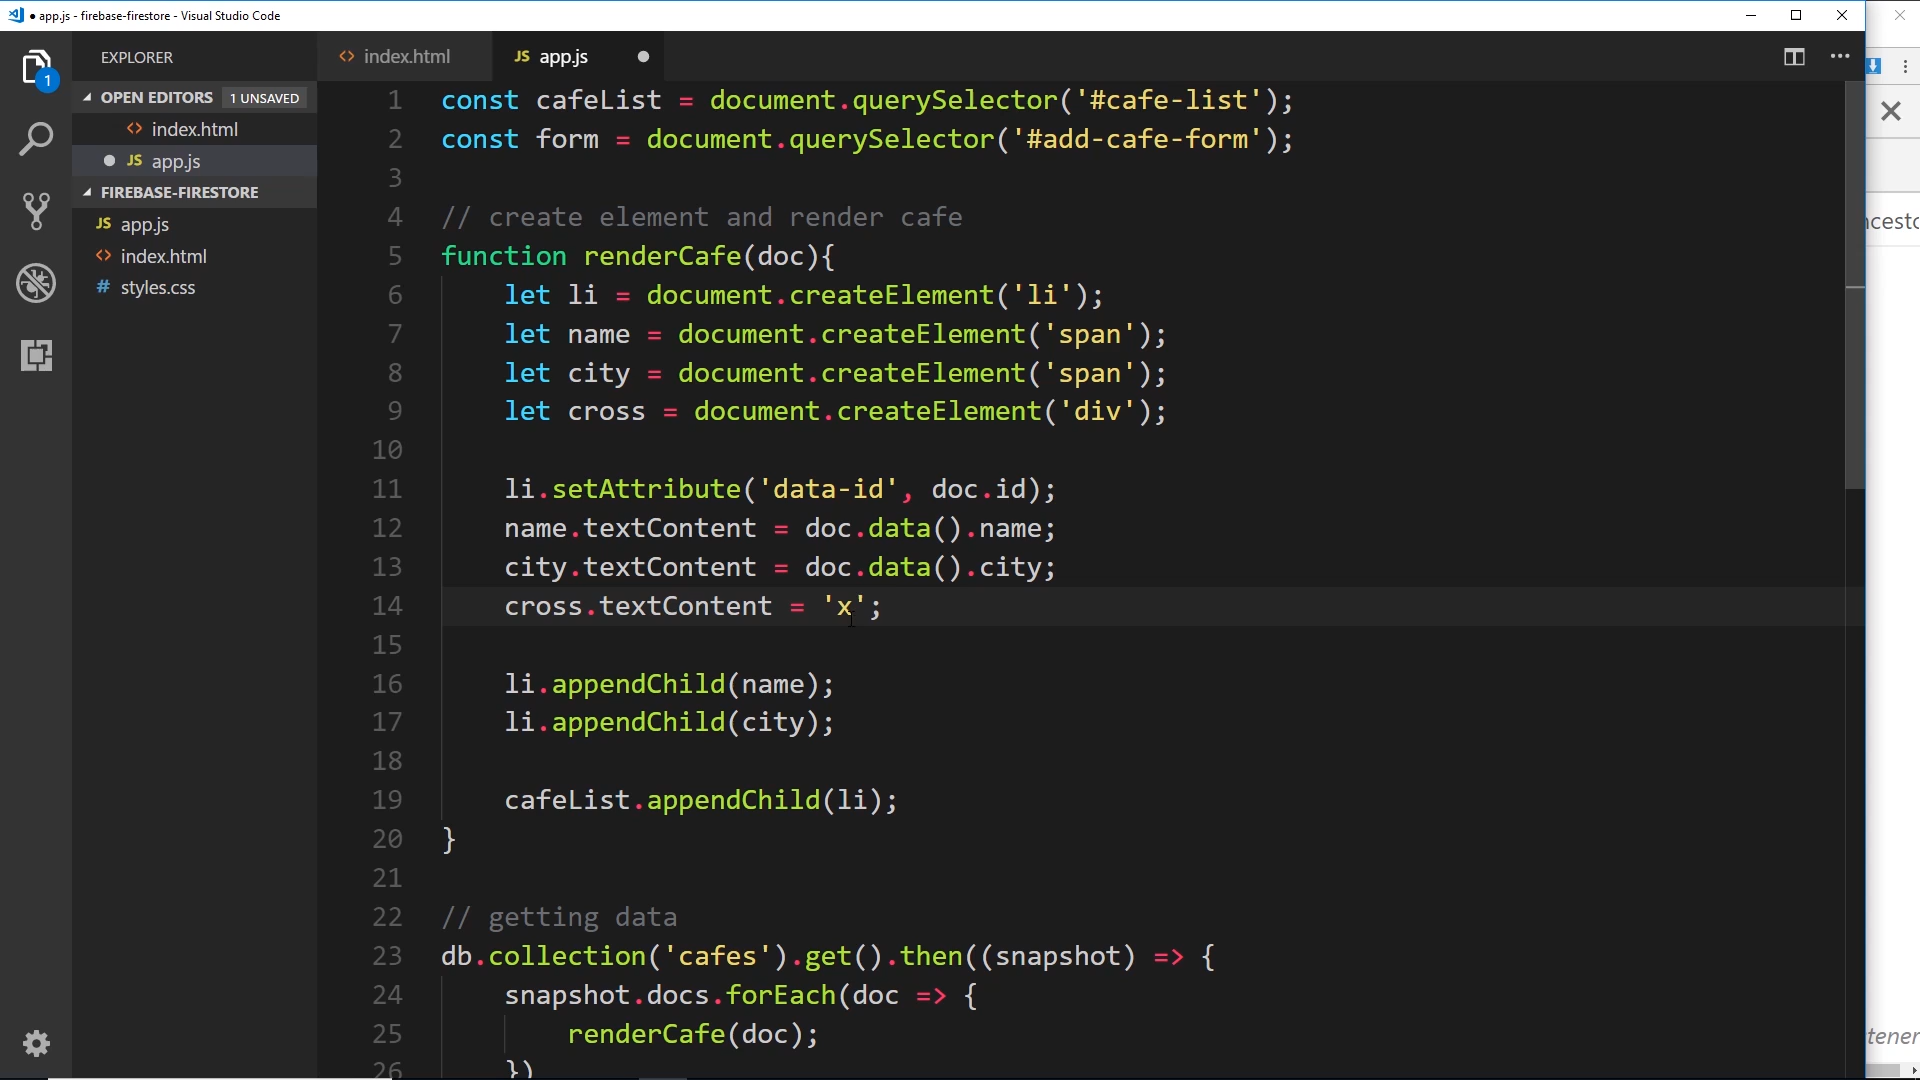 ● app.js - firebase-firestore - Visual Studio Code
EXPLORER
OPEN EDITORS 1 UNSAVED
<> index.html
● JS app.js
FIREBASE-FIRESTORE
JS app.js
<> index.html
# styles.css
1
<> index.html
JS app.js ●
1 const cafeList = document.querySelector('#cafe-list');
2 const form = document.querySelector('#add-cafe-form');
3
4 // create element and render cafe
5 function renderCafe(doc){
6     let li = document.createElement('li');
7     let name = document.createElement('span');
8     let city = document.createElement('span');
9     let cross = document.createElement('div');
10
11     li.setAttribute('data-id', doc.id);
12     name.textContent = doc.data().name;
13     city.textContent = doc.data().city;
14     cross.textContent = 'x';
15
16     li.appendChild(name);
17     li.appendChild(city);
18
19     cafeList.appendChild(li);
20 }
21
22 // getting data
23 db.collection('cafes').get().then((snapshot) => {
24     snapshot.docs.forEach(doc => {
25         renderCafe(doc);
26     })
ncesto
tener